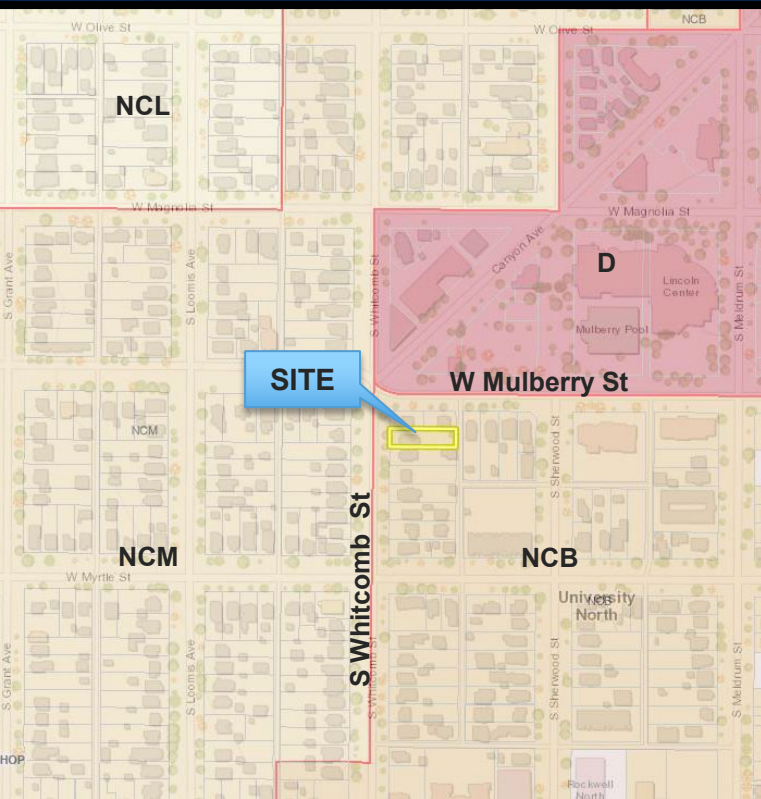 W Olive St
W Olive St
NCB
NCL
W Magnolia St
W Magnolia St
S Grant Ave
S Loomis Ave
S Whitcomb St
Canyon Ave
D
Lincoln
Center
S Meldrum St
Mulberry Pool
SITE
W Mulberry St
NCM
S Sherwood St
S Whitcomb St
NCM
NCB
W Myrtle St
University
North
NCB
S Grant Ave
S Loomis Ave
S Whitcomb St
S Sherwood St
S Meldrum St
HOP
Rockwell
North